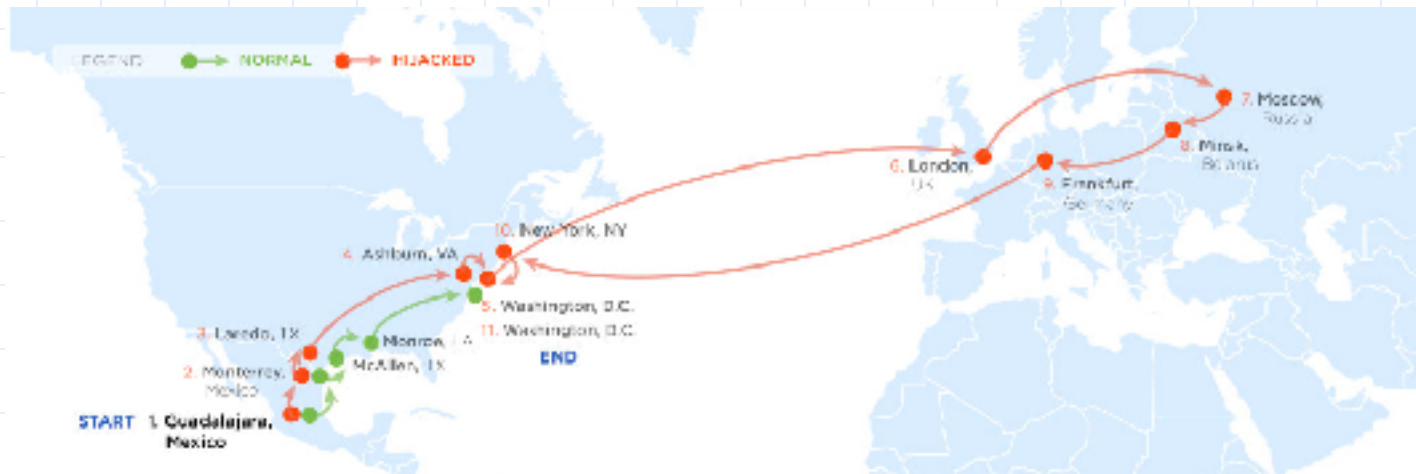 LEGEND NORMAL HIJACKED
7. Moscow,
Russia
8. Minsk,
Belarus
6. London,
UK
9. Frankfurt,
Germany
10. New York, NY
4. Ashburn, VA
5. Washington, D.C.
11. Washington, D.C.
END
3. Laredo, TX
Monroe, LA
McAllen, TX
2. Monterrey,
Mexico
START 1. Guadalajara,
Mexico